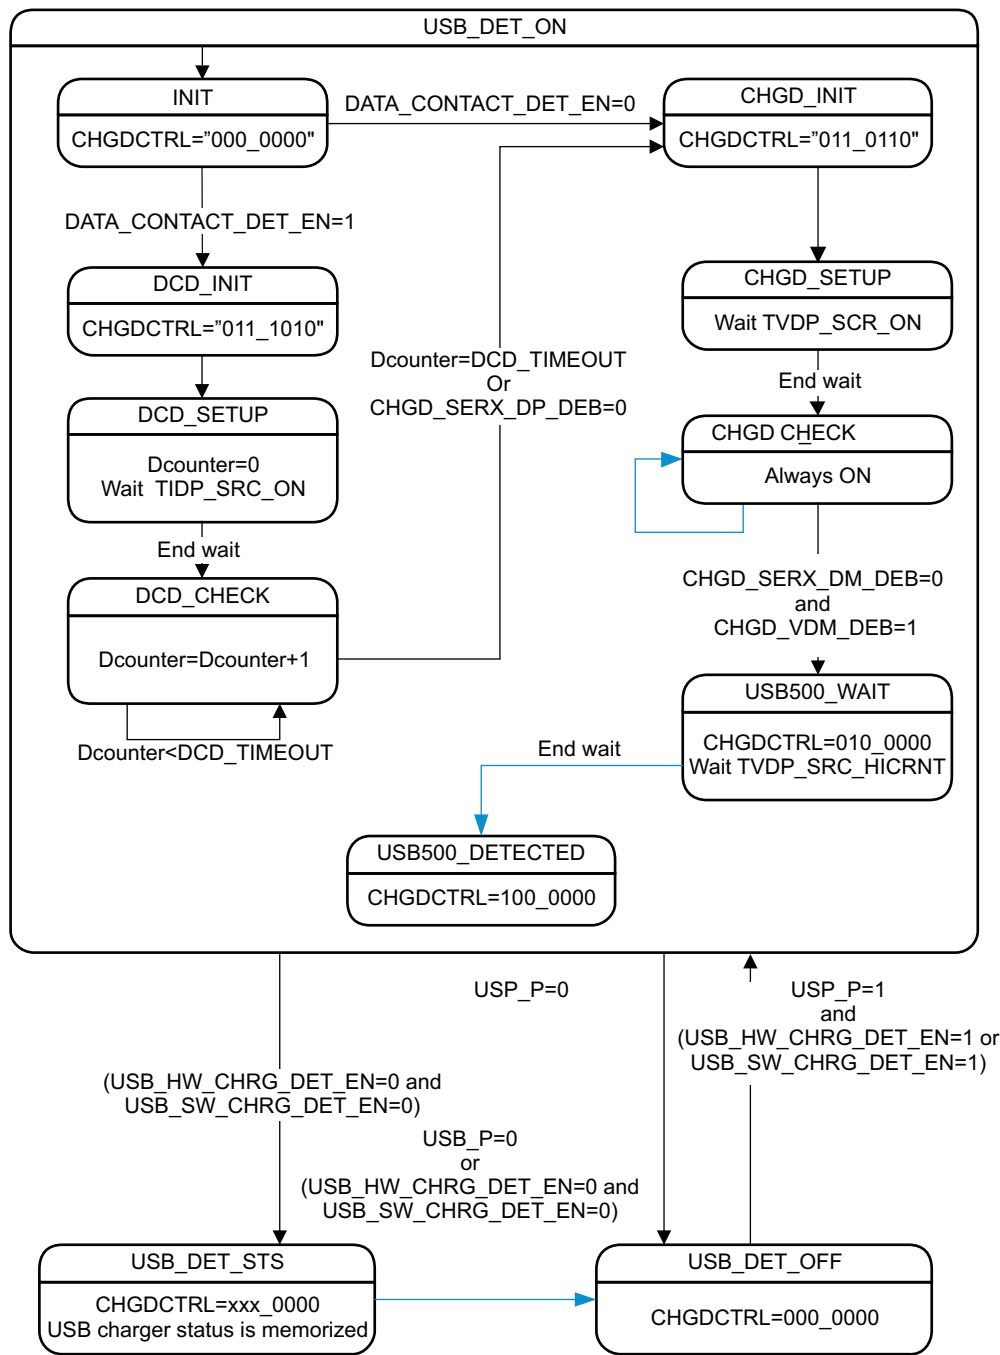 USB_DET_ON
INIT
CHGDCTRL=”000_0000"
DATA_CONTACT_DET_EN=0
CHGD_INIT
CHGDCTRL=”011_0110"
DATA_CONTACT_DET_EN=1
DCD_INIT
CHGDCTRL=”011_1010"
CHGD_SETUP
Wait TVDP_SCR_ON
Dcounter=DCD_TIMEOUT
Or
CHGD_SERX_DP_DEB=0
End wait
DCD_SETUP
Dcounter=0
Wait TIDP_SRC_ON
CHGD CHECK
Always ON
End wait
DCD_CHECK
Dcounter=Dcounter+1
Dcounter<DCD_TIMEOUT
CHGD_SERX_DM_DEB=0
and
CHGD_VDM_DEB=1
USB500_WAIT
CHGDCTRL=010_0000
Wait TVDP_SRC_HICRNT
End wait
USB500_DETECTED
CHGDCTRL=100_0000
USP_P=0
USP_P=1
and
(USB_HW_CHRG_DET_EN=1 or
USB_SW_CHRG_DET_EN=1)
(USB_HW_CHRG_DET_EN=0 and
USB_SW_CHRG_DET_EN=0)
USB_P=0
or
(USB_HW_CHRG_DET_EN=0 and
USB_SW_CHRG_DET_EN=0)
USB_DET_STS
CHGDCTRL=xxx_0000
USB charger status is memorized
USB_DET_OFF
CHGDCTRL=000_0000